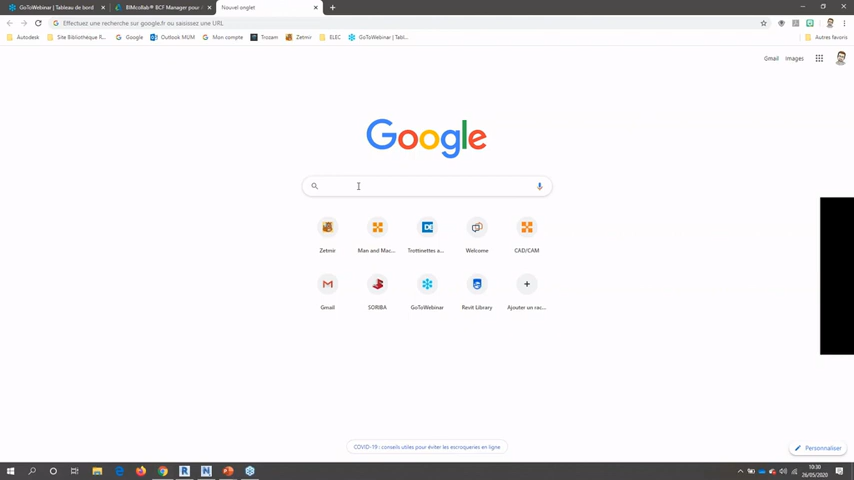 GoToWebinar | Tableau de bord
BIMcollab® BCF Manager pour
Nouvel onglet
Effectuez une recherche sur google.fr ou saisissez une URL
Autodesk Site Bibliothèque R... Google Outlook MUM Mon compte Trossam Zetmir ELEC GoToWebinar | Tabl... Autres favoris
Gmail Images
Google
Zetmir Man and Mac... Trottinettes a... Welcome CAD/CAM
Gmail SORIBA GoToWebinar Revit Library Ajouter un rac...
COVID-19 : conseils utiles pour éviter les escroqueries en ligne
Personnaliser
10:30
26/05/2020